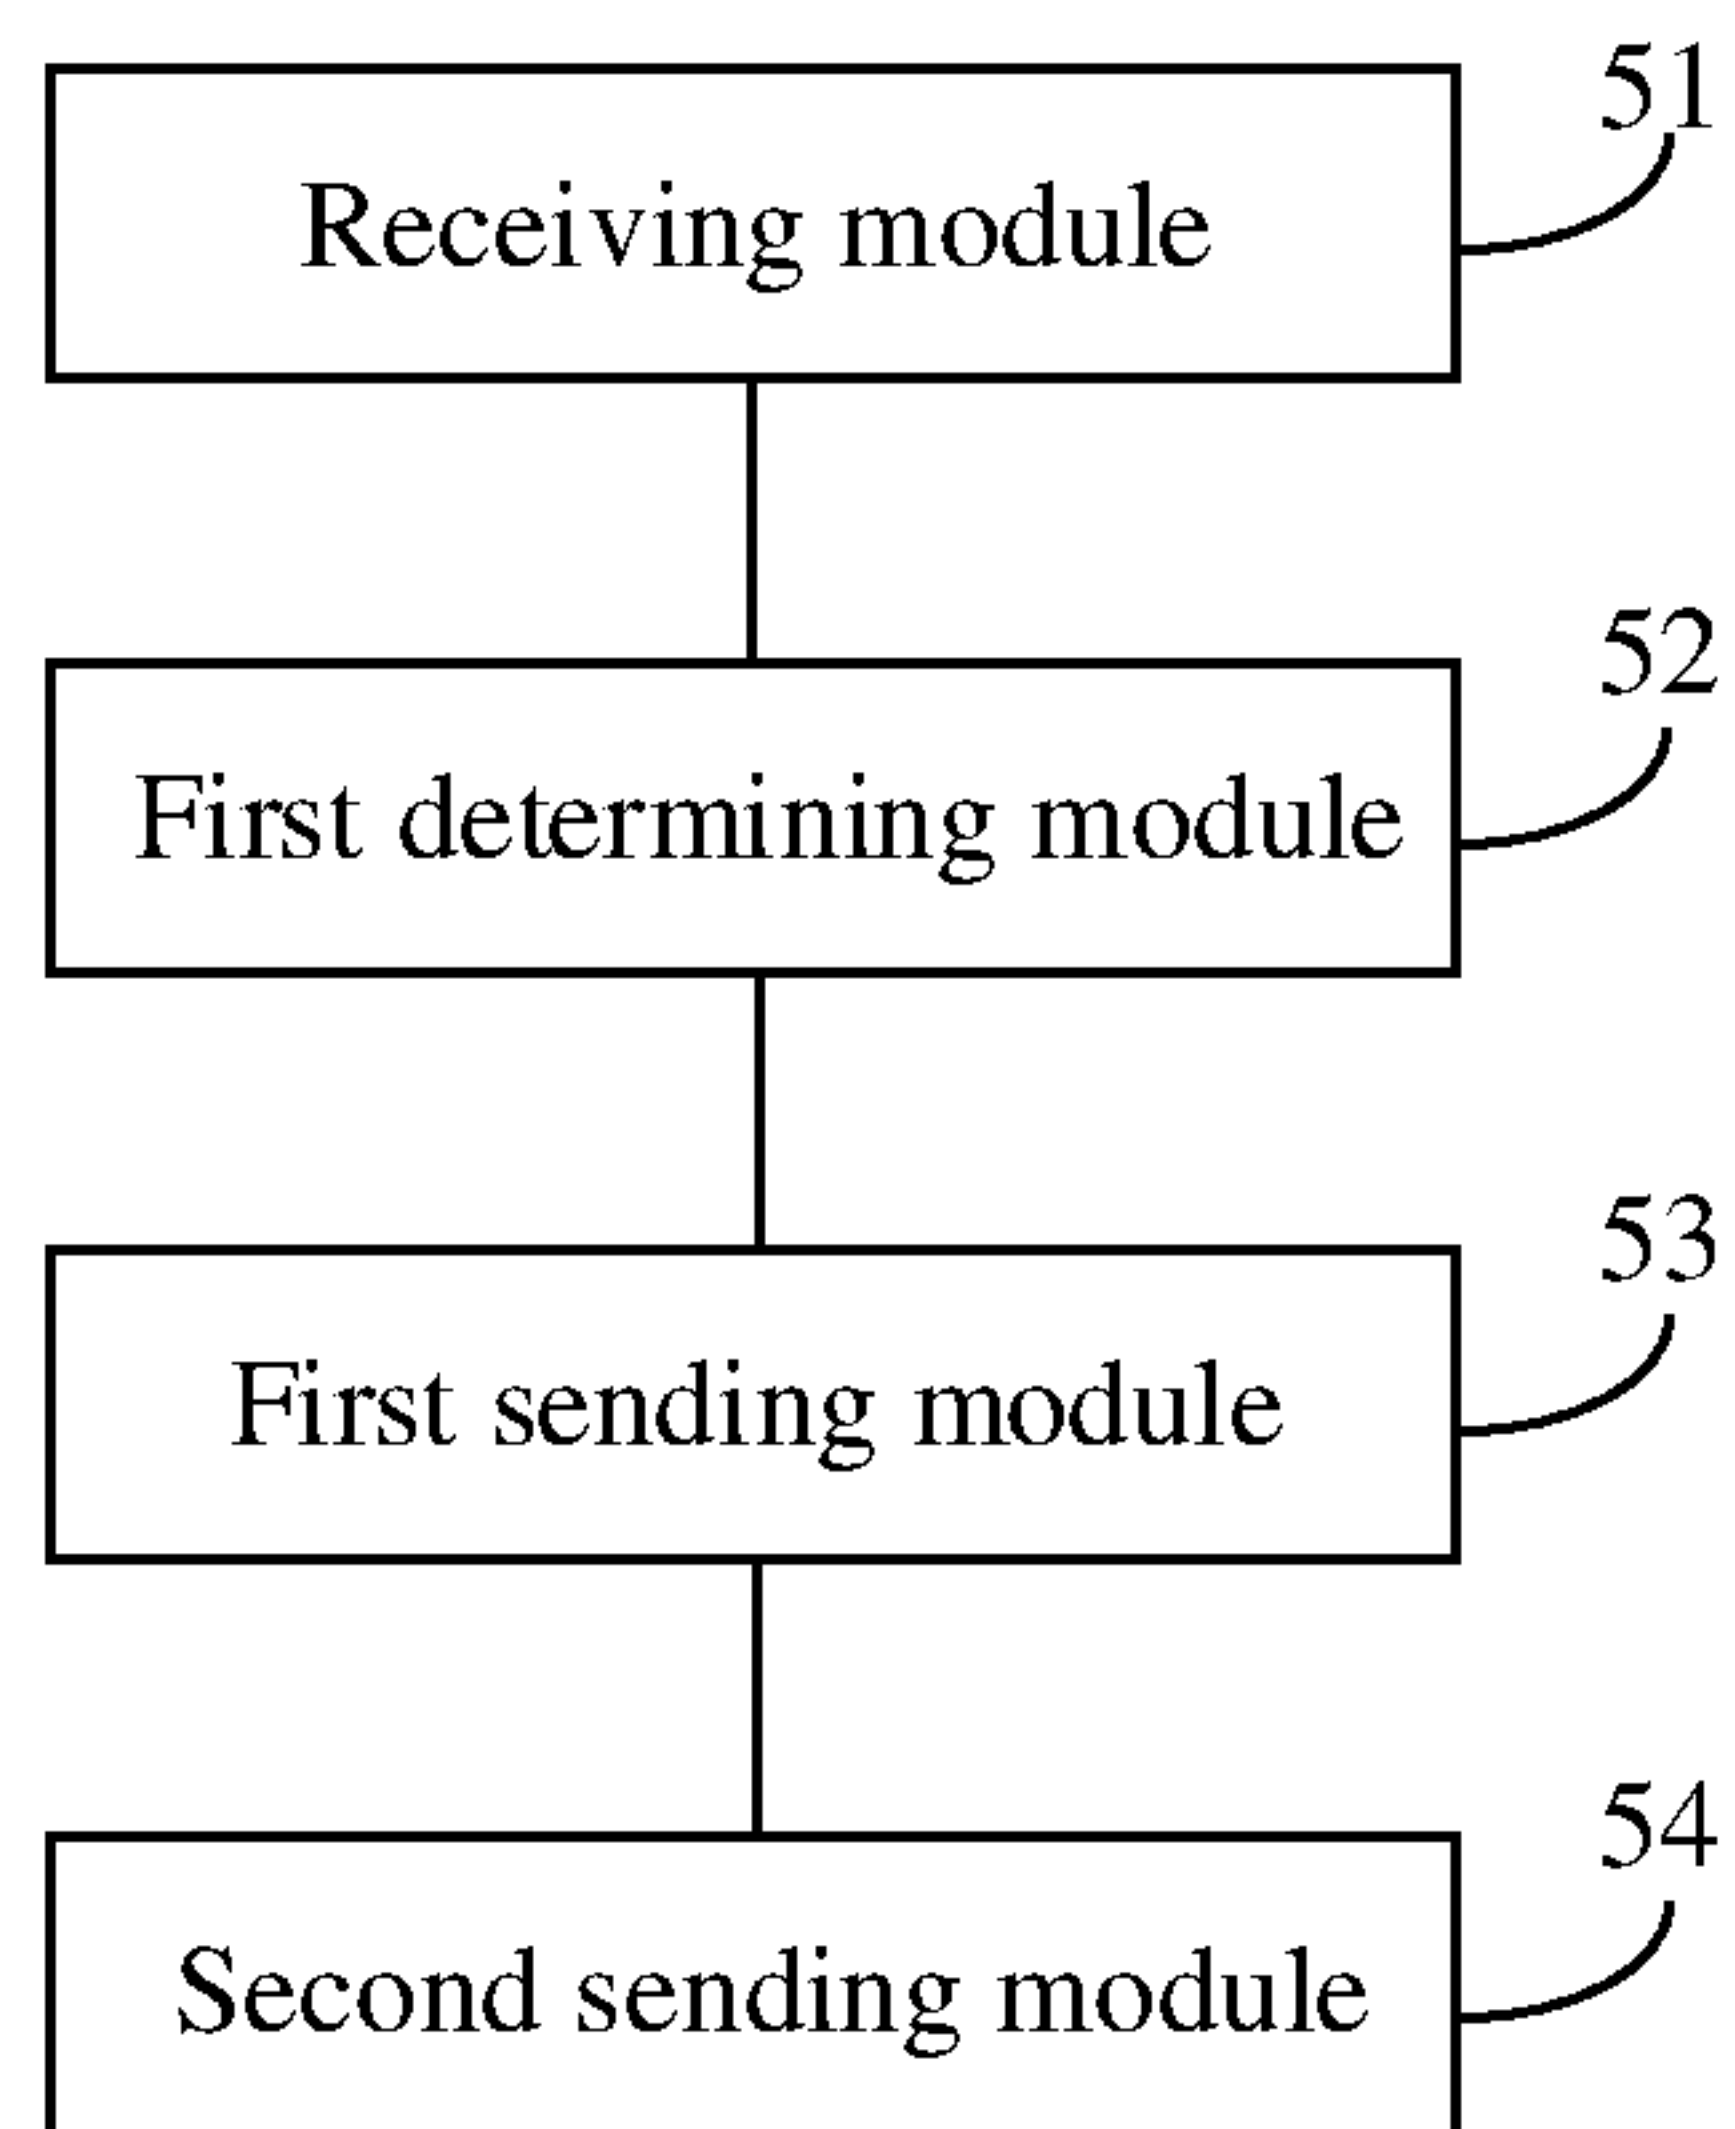 51
Receiving module
52
First determining module
53
First sending module
54
Second sending module